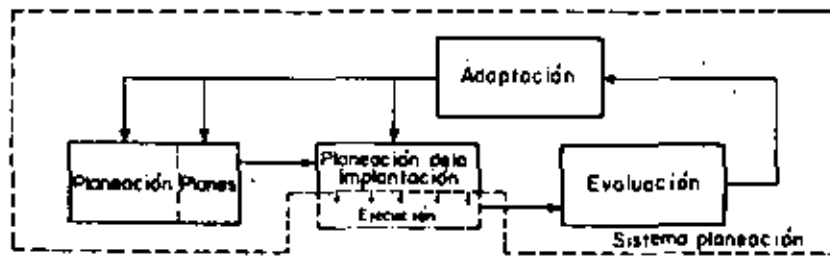 Adaptación
Planeación Planes
Planeación de la
implantación
Ejecución
Evaluación
Sistema planeación